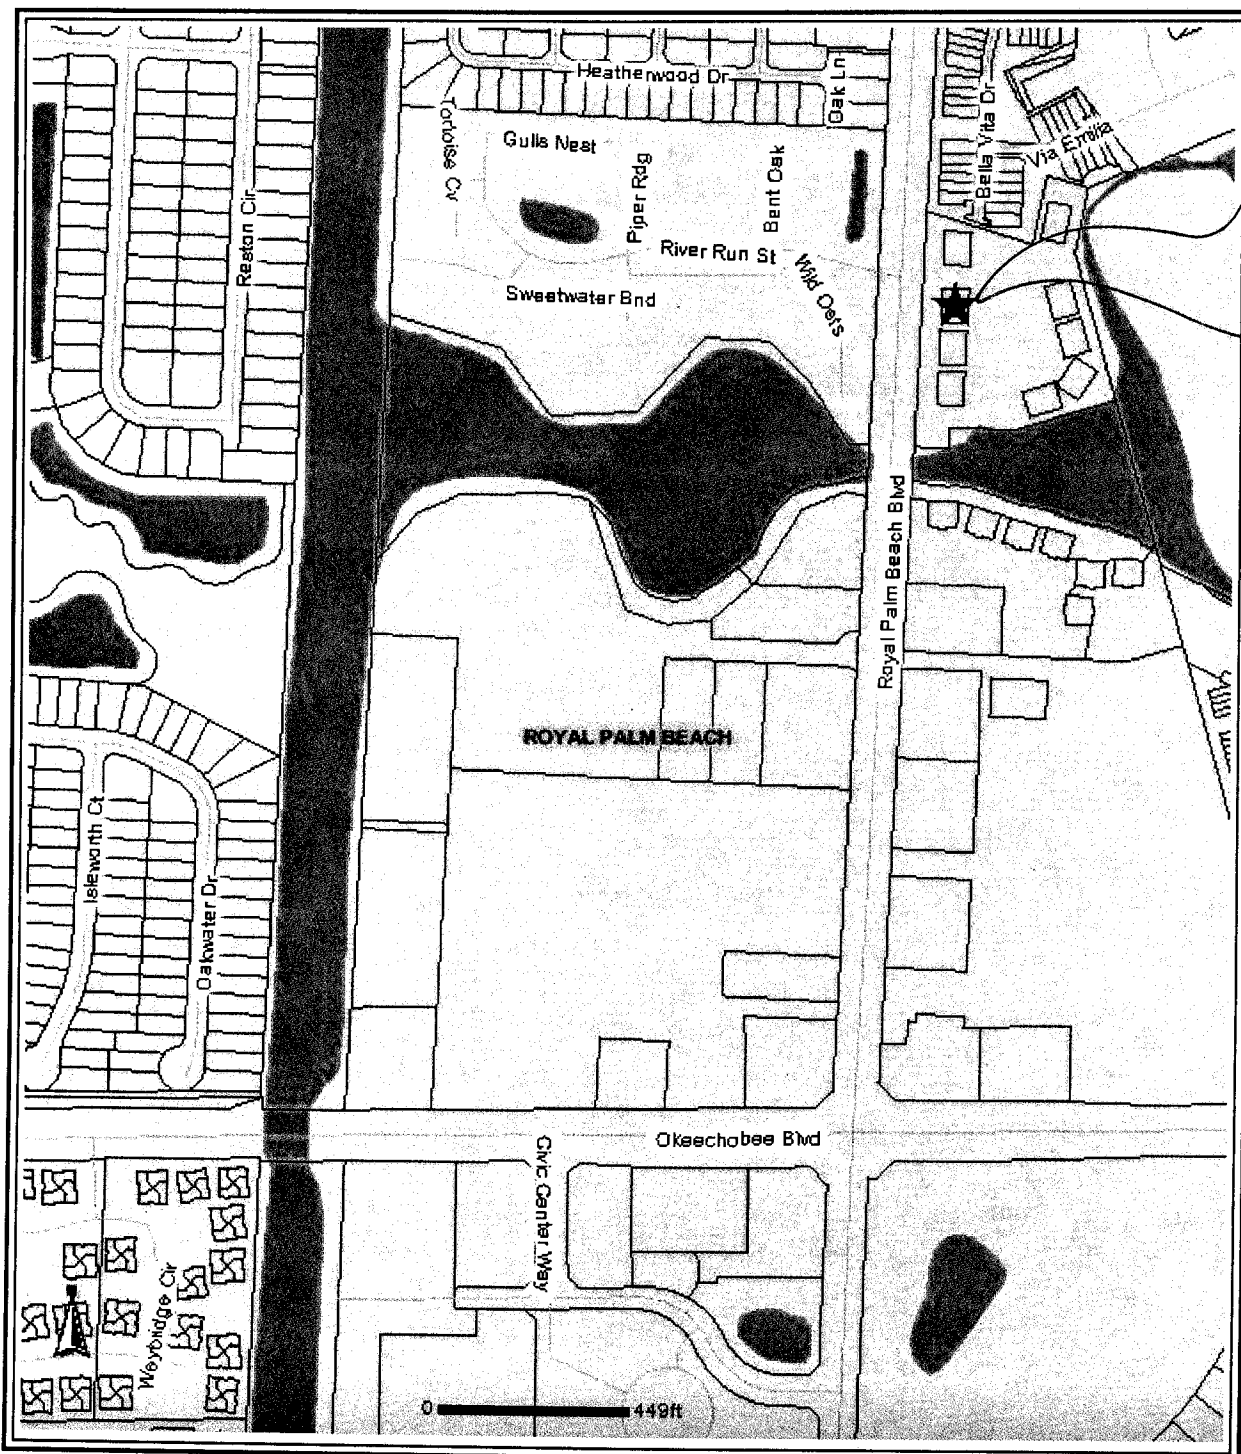 Heatherwood Dr
Oak Ln
Tortoise Cv
Gulls Nest
Piper Rdg
Bent Oak
Bella Vita Dr
Via Emilia
Reston Cir
River Run St
Wild Oats
Sweetwater Bnd
Royal Palm Beach Blvd
ROYAL PALM BEACH
Isleworth Ct
Oakwater Dr
Okeechobee Blvd
Civic Center Way
Weybridge Cir
N
0 449ft